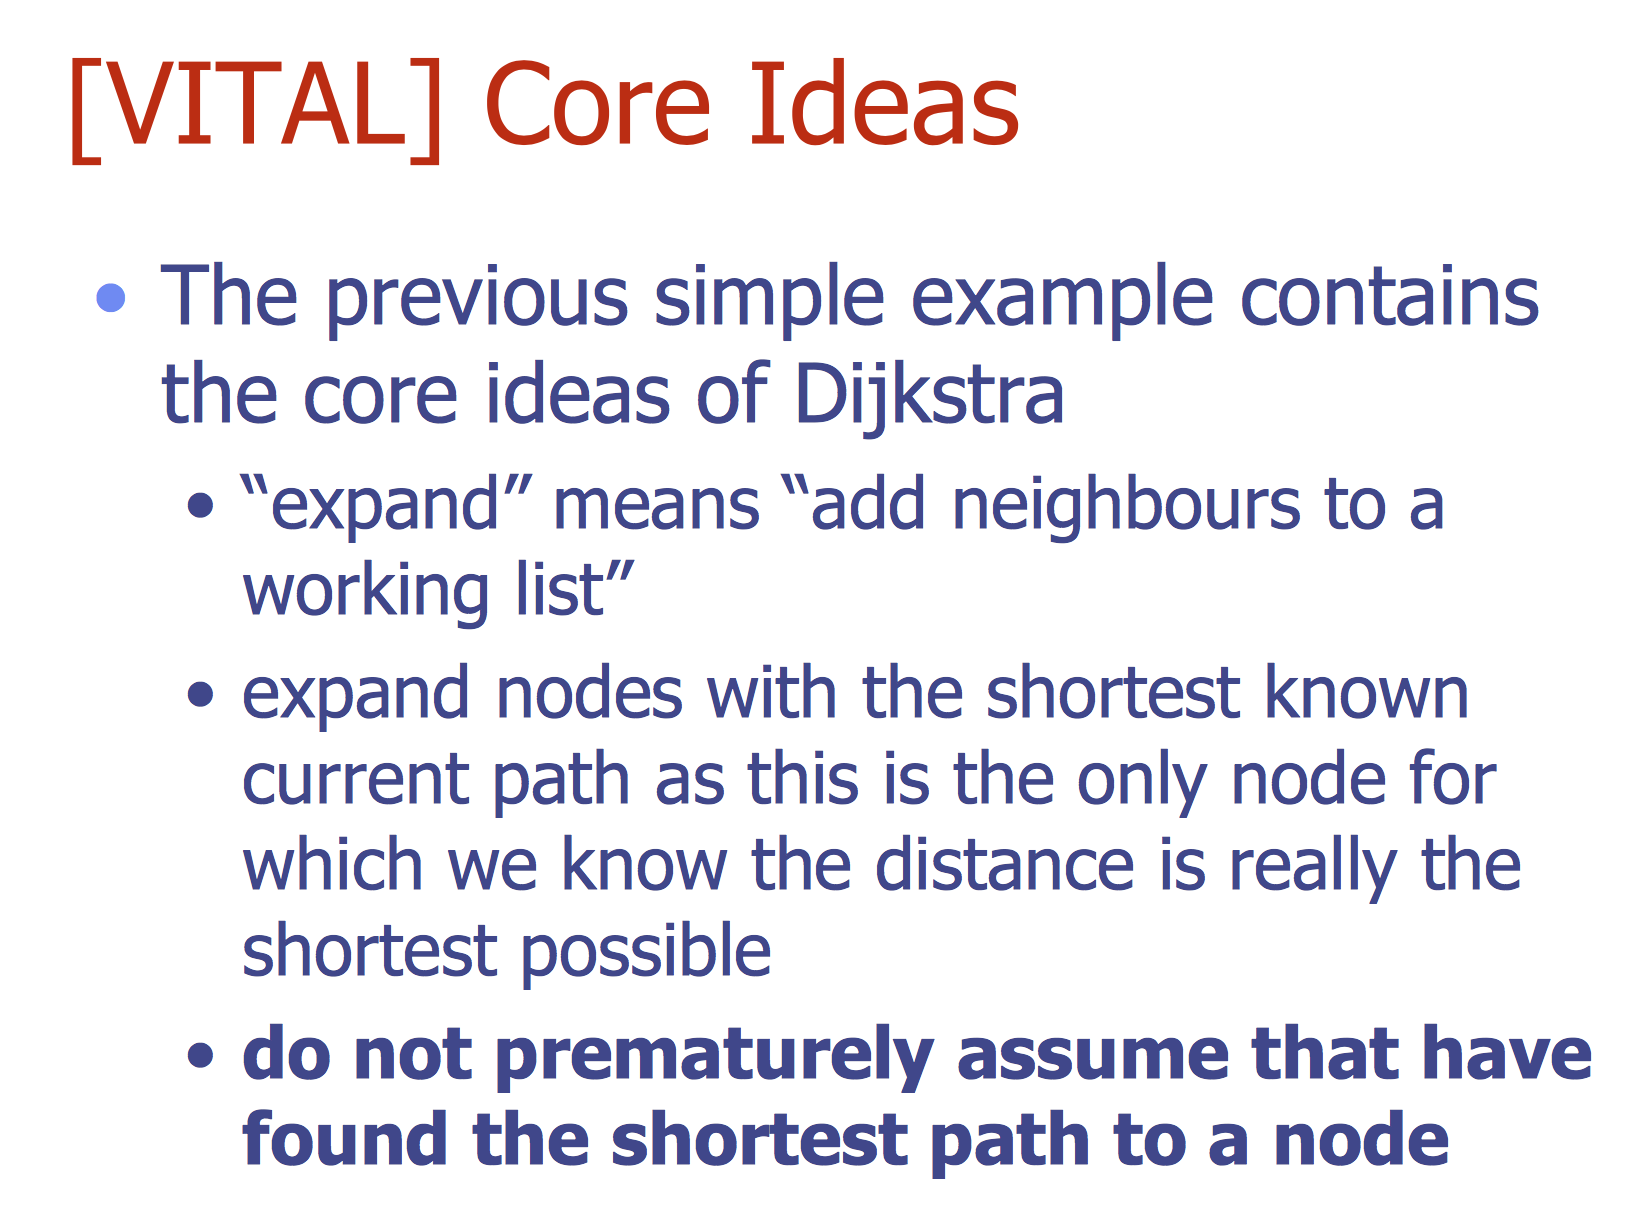 [VITAL] Core Ideas
• The previous simple example contains
the core ideas of Dijkstra
• “expand” means “add neighbours to a
working list”
• expand nodes with the shortest known
current path as this is the only node for
which we know the distance is really the
shortest possible
• do not prematurely assume that have
found the shortest path to a node